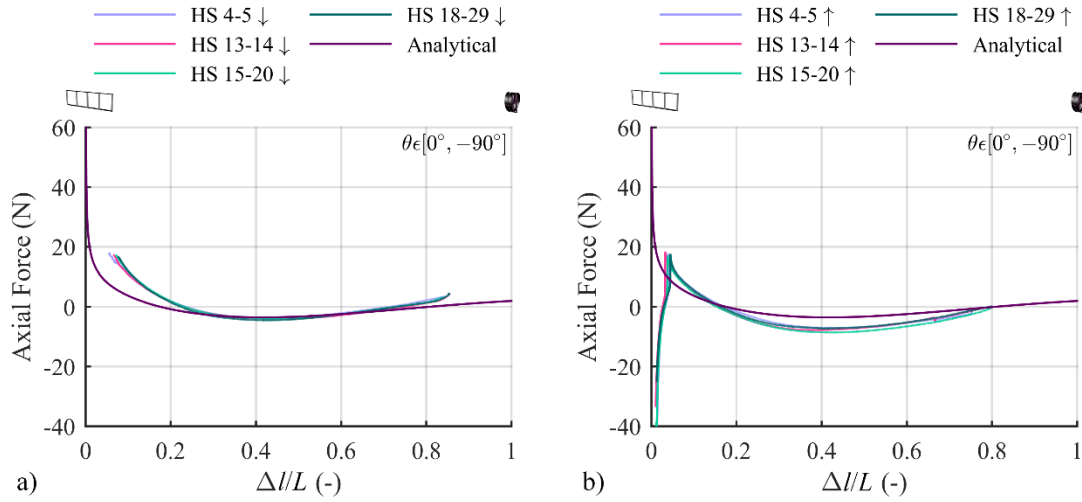 HS 4-5 ↓ HS 18-29 ↓
HS 13-14 ↓ Analytical
HS 15-20 ↓
θϵ[0°, −90°]
60
40
20
0
-20
-40
Axial Force (N)
0 0.2 0.4 0.6 0.8 1
a) Δl/L (-)
HS 4-5 ↑ HS 18-29 ↑
HS 13-14 ↑ Analytical
HS 15-20 ↑
θϵ[0°, −90°]
60
40
20
0
-20
-40
Axial Force (N)
0 0.2 0.4 0.6 0.8 1
b) Δl/L (-)